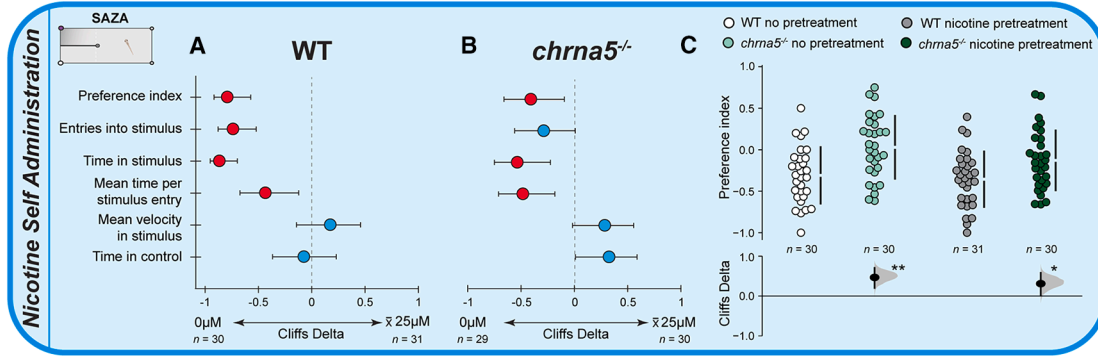 Nicotine Self Administration
SAZA
A
WT
Preference index
Entries into stimulus
Time in stimulus
Mean time per
stimulus entry
Mean velocity
in stimulus
Time in control
-1
-0.5
0
0.5
1
0µM
Cliffs Delta
x̄ 25µM
n = 30
n = 31
B
chrna5-/-
-1
-0.5
0
0.5
1
0µM
Cliffs Delta
x̄ 25µM
n = 29
n = 30
C
WT no pretreatment
WT nicotine pretreatment
chrna5-/- no pretreatment
chrna5-/- nicotine pretreatment
Preference index
1.0
0.5
0.0
−0.5
−1.0
n = 30
n = 30
n = 31
n = 30
Cliffs Delta
1.0
0.0
-1.0
**
*